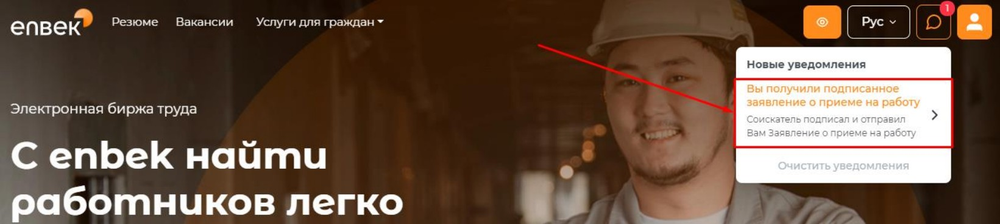 enbek
Резюме
Вакансии
Услуги для граждан
Рус
1
Новые уведомления
Вы получили подписанное
заявление о приеме на работу
Соискатель подписал и отправил
Вам Заявление о приеме на работу
Очистить уведомления
Электронная биржа труда
С enbek найти
работников легко